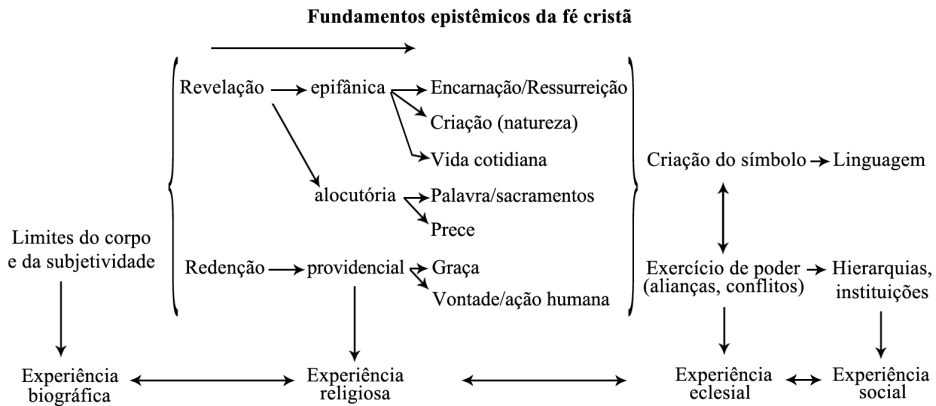 Fundamentos epistêmicos da fé cristã
Revelação
epifânica
Encarnação/Ressurreição
Criação (natureza)
Vida cotidiana
alocutória
Palavra/sacramentos
Prece
Limites do corpo
e da subjetividade
Redenção
providencial
Graça
Vontade/ação humana
Criação do símbolo
Linguagem
Exercício de poder
(alianças, conflitos)
Hierarquias,
instituições
Experiência
biográfica
Experiência
religiosa
Experiência
eclesial
Experiência
social